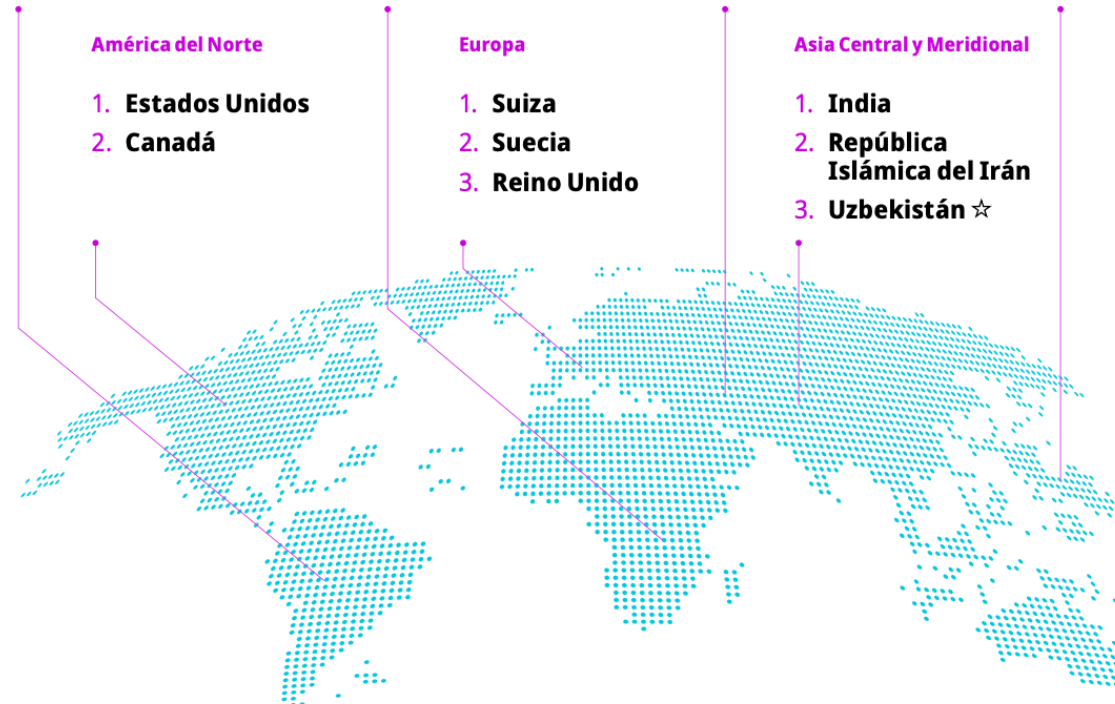 América del Norte
1. Estados Unidos
2. Canadá
Europa
1. Suiza
2. Suecia
3. Reino Unido
Asia Central y Meridional
1. India
2. República
Islámica del Irán
3. Uzbekistán ☆